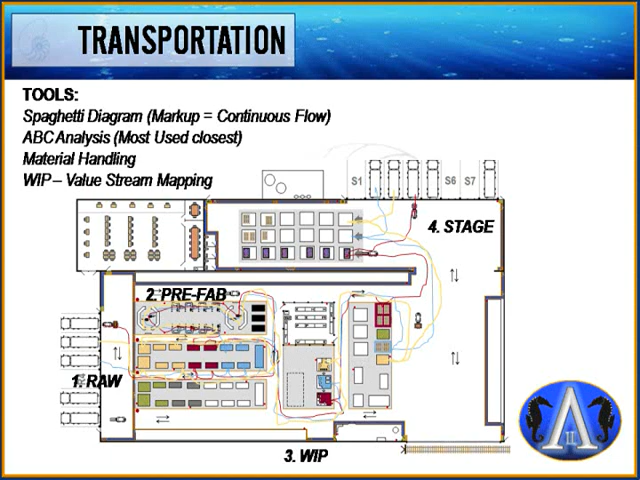 TRANSPORTATION
TOOLS:
Spaghetti Diagram (Markup = Continuous Flow)
ABC Analysis (Most Used closest)
Material Handling
WIP – Value Stream Mapping
S1
S6
S7
4. STAGE
2. PRE-FAB
1. RAW
3. WIP